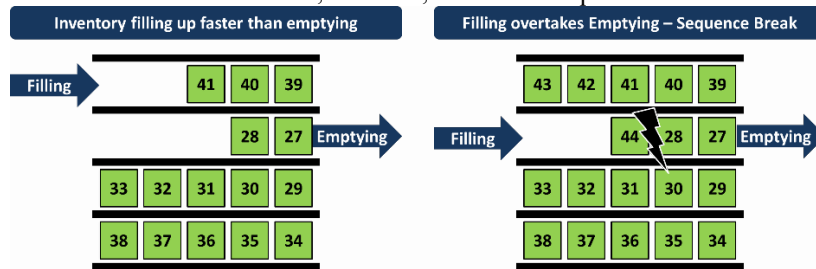 Inventory filling up faster than emptying
Filling
41 40 39
28 27
Emptying
33 32 31 30 29
38 37 36 35 34
Filling overtakes Emptying – Sequence Break
43 42 41 40 39
Filling
44 28 27
Emptying
33 32 31 30 29
38 37 36 35 34